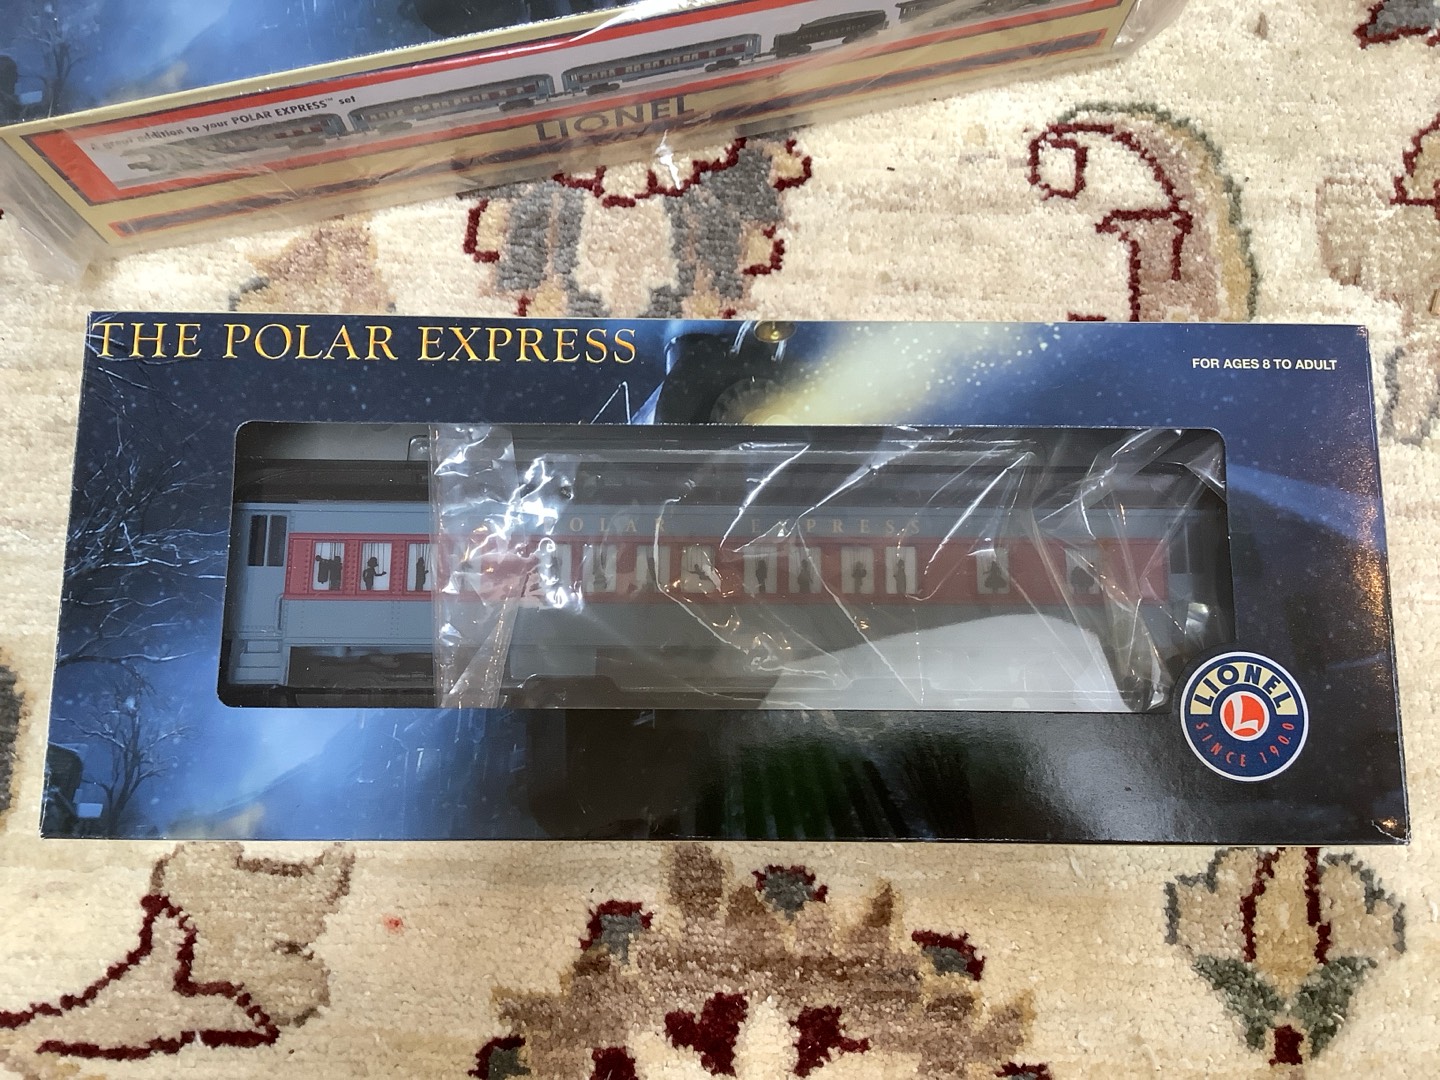 A great addition to your POLAR EXPRESS™ set
LIONEL
THE POLAR EXPRESS
FOR AGES 8 TO ADULT
POLAR EXPRESS
LIONEL
L
SINCE 1900